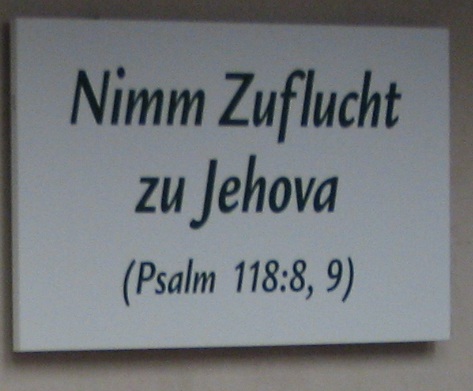 Nimm Zuflucht
zu Jehova
(Psalm 118:8, 9)